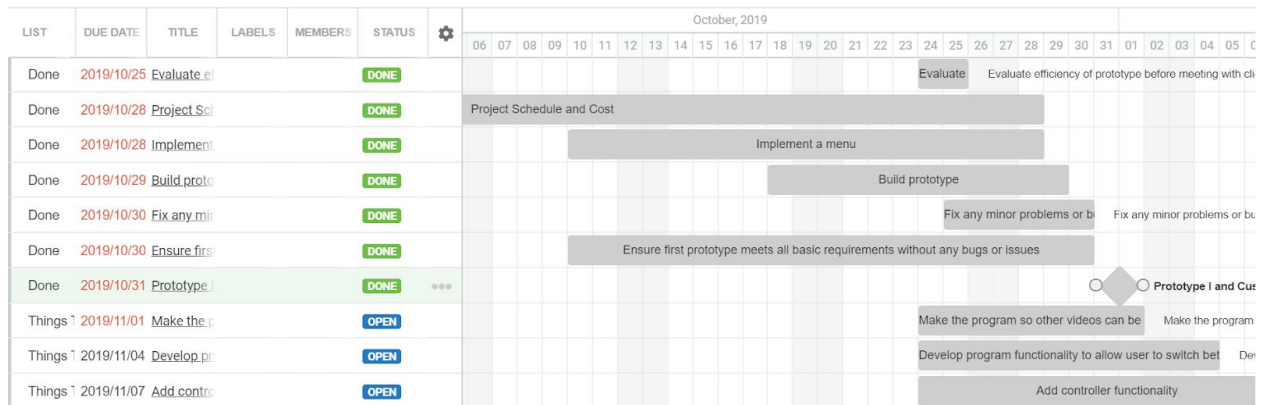 October, 2019
LIST DUE DATE TITLE LABELS MEMBERS STATUS
06 07 08 09 10 11 12 13 14 15 16 17 18 19 20 21 22 23 24 25 26 27 28 29 30 31 01 02 03 04 05
Done 2019/10/25 Evaluate ef DONE Evaluate Evaluate efficiency of prototype before meeting with cli
Done 2019/10/28 Project Sc DONE Project Schedule and Cost
Done 2019/10/28 Implement DONE Implement a menu
Done 2019/10/29 Build proto DONE Build prototype
Done 2019/10/30 Fix any mir DONE Fix any minor problems or b Fix any minor problems or bu
Done 2019/10/30 Ensure firs DONE Ensure first prototype meets all basic requirements without any bugs or issues
Done 2019/10/31 Prototype DONE Prototype I and Cus
Things 2019/11/01 Make the p OPEN Make the program so other videos can be Make the program
Things 2019/11/04 Develop pr OPEN Develop program functionality to allow user to switch bet Dev
Things 2019/11/07 Add contro OPEN Add controller functionality